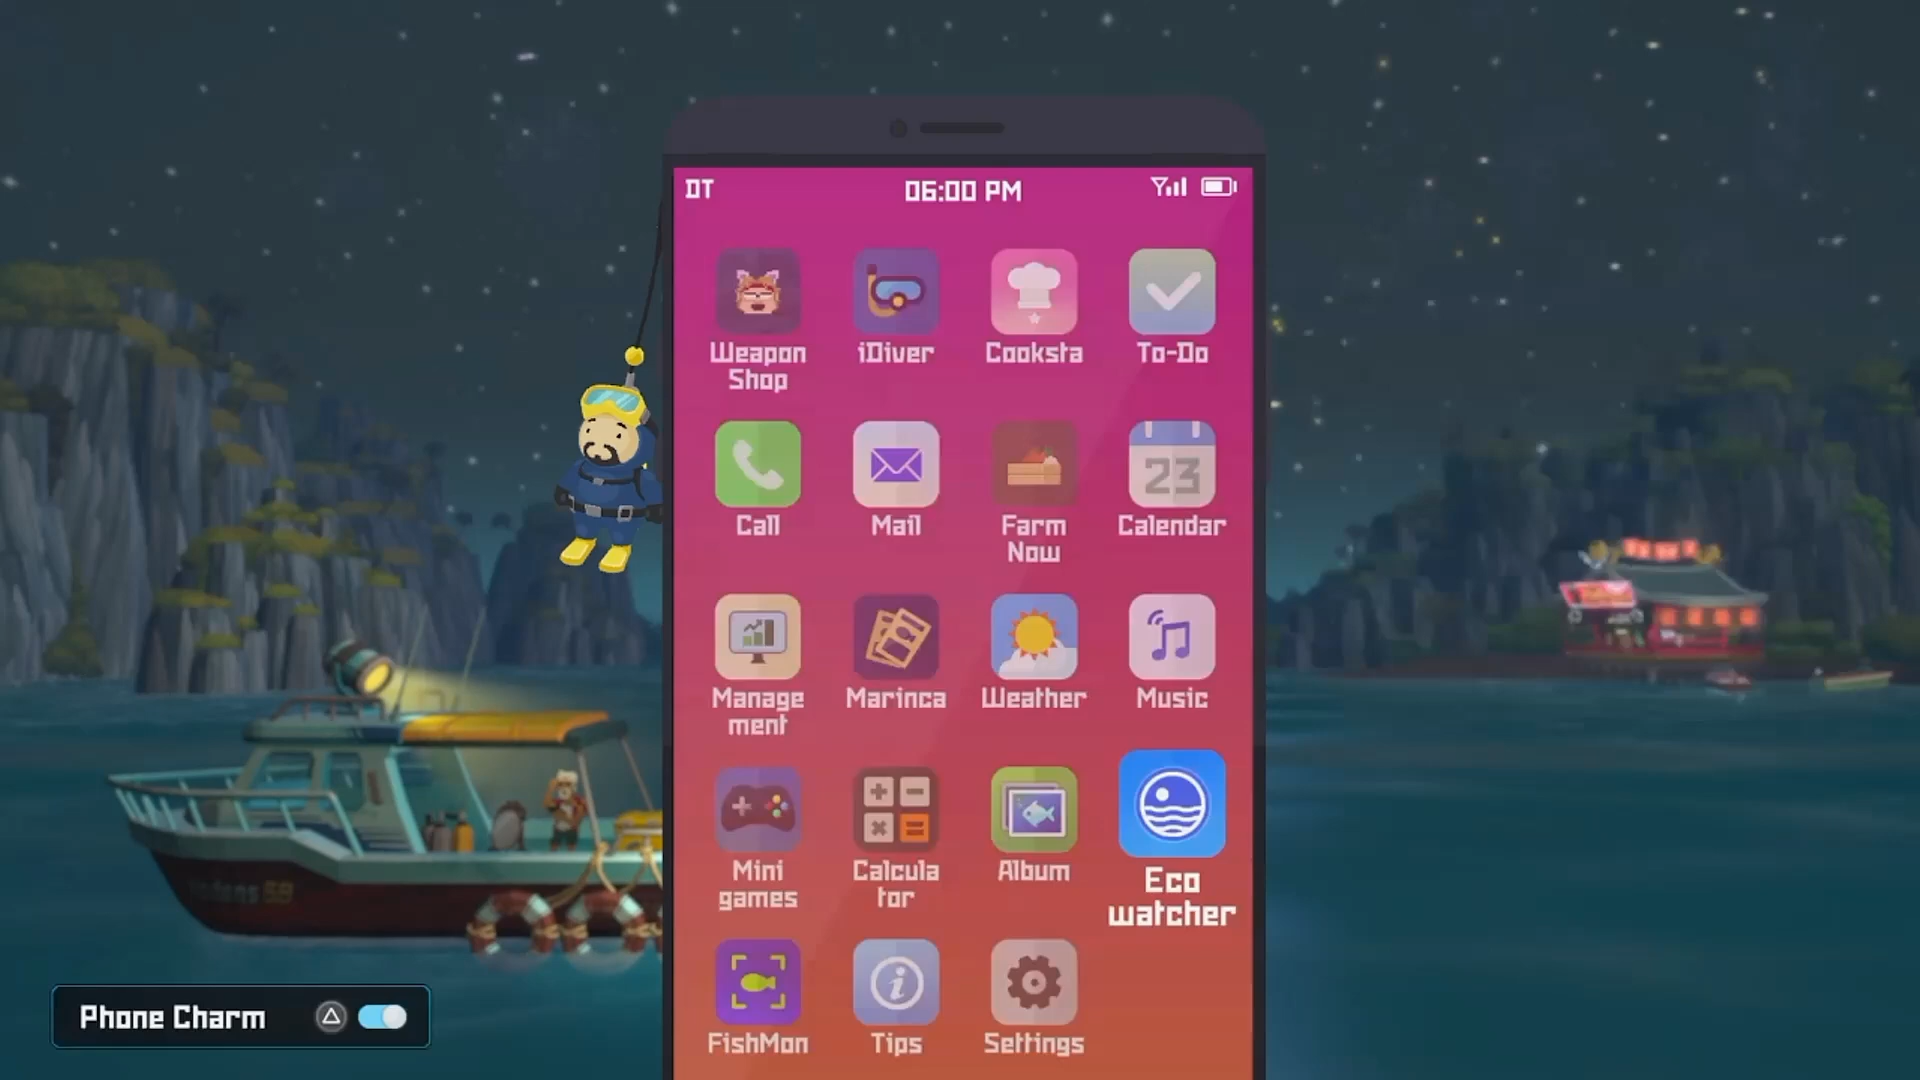 DT
06:00 PM
Weapon
Shop
iDiver
Cooksta
To-Do
Call
Mail
Farm
Now
23
Calendar
Manage
ment
Marinca
Weather
Music
Mini
games
Calcula
tor
Album
Eco
watcher
FishMon
Tips
Settings
Phone Charm